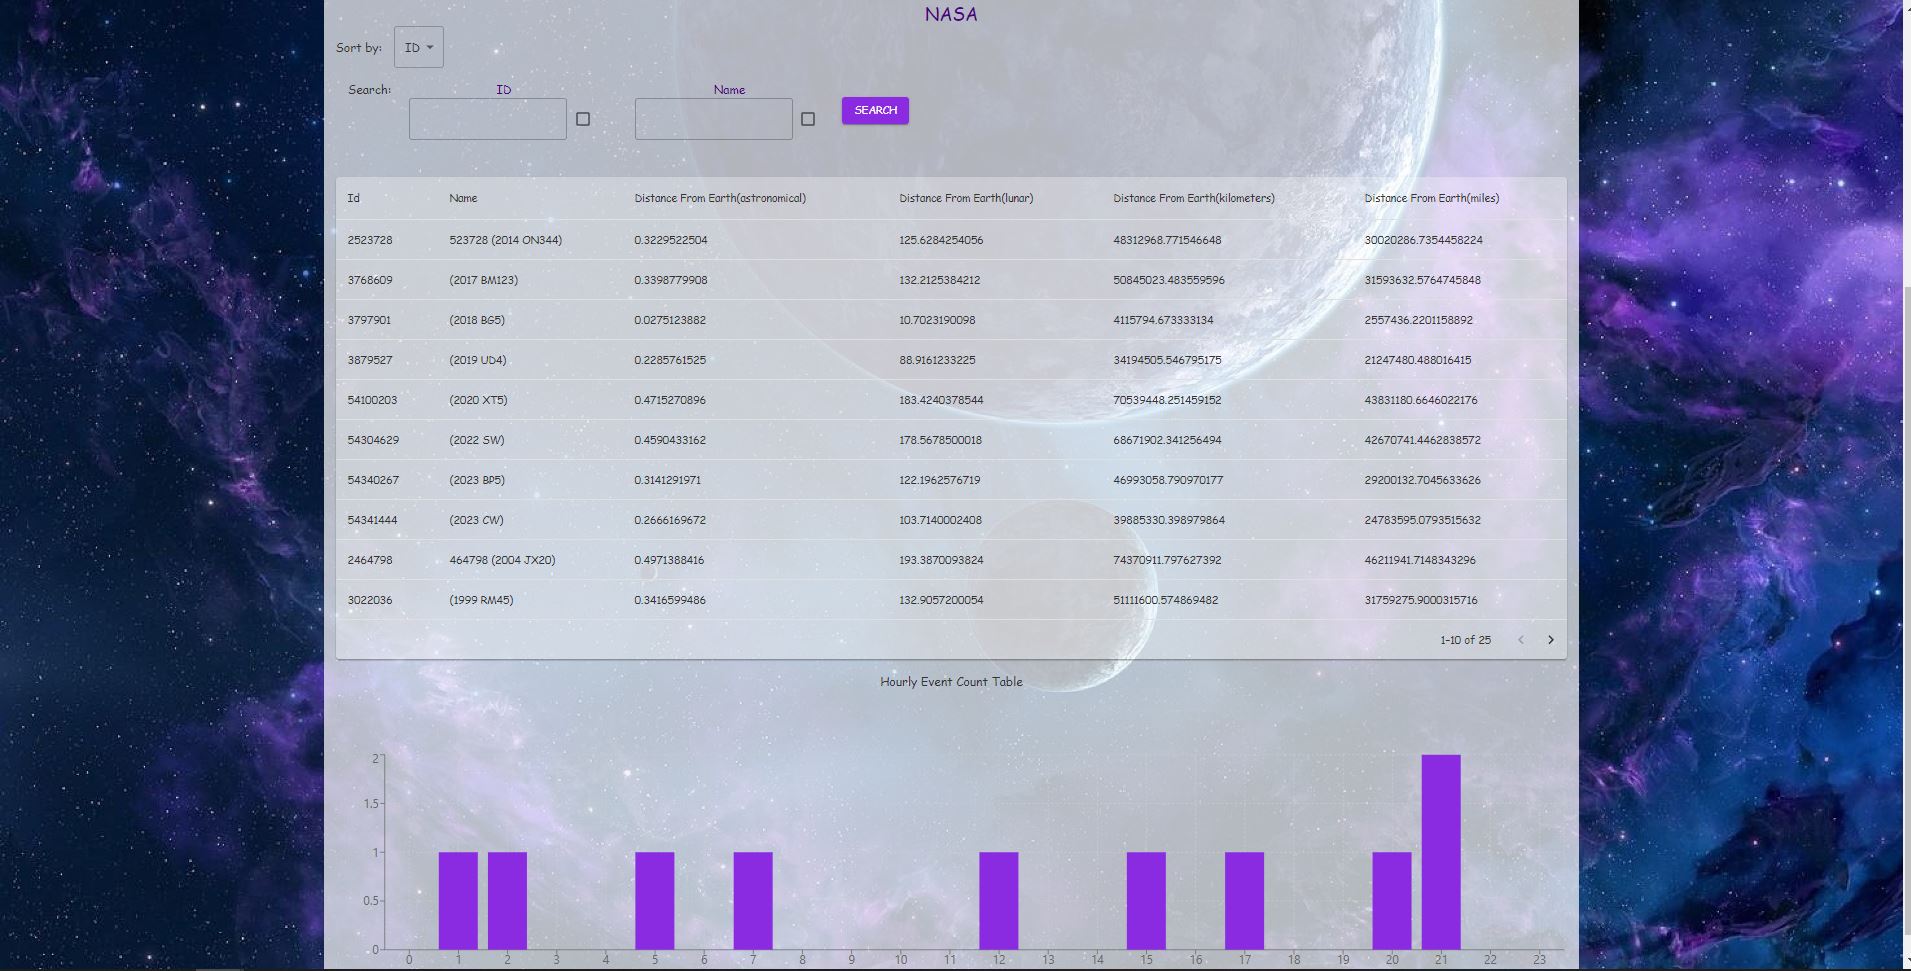 NASA
Sort by: ID
Search: ID Name SEARCH
Id Name Distance From Earth(astronomical) Distance From Earth(lunar) Distance From Earth(kilometers) Distance From Earth(miles)
2523728 523728 (2014 ON344) 0.3229522504 125.6284254056 48312968.771546648 30020286.7354458224
3768609 (2017 BM123) 0.3398779908 132.2125384212 50845023.483559596 31593632.5764745848
3797901 (2018 BG5) 0.0275123882 10.7023190098 4115794.673333134 2557436.2201158892
3879527 (2019 UD4) 0.2285761525 88.9161233225 34194505.546795175 21247480.488016415
54100203 (2020 XT5) 0.4715270896 183.4240378544 70539448.251459152 43831180.6646022176
54304629 (2022 SW) 0.4590433162 178.5678500018 68671902.341256494 42670741.4462838572
54340267 (2023 BP5) 0.3141291971 122.1962576719 46993058.790970177 29200132.7045633626
54341444 (2023 CW) 0.2666169672 103.7140002408 39885330.398979864 24783595.0793515632
2464798 464798 (2004 JX20) 0.4971388416 193.3870093824 74370911.797627392 46211941.7148343296
3022036 (1999 RM45) 0.3416599486 132.9057200054 51111600.574869482 31759275.9000315716
1-10 of 25
Hourly Event Count Table
2
1.5
1
0.5
0
0 1 2 3 4 5 6 7 8 9 10 11 12 13 14 15 16 17 18 19 20 21 22 23